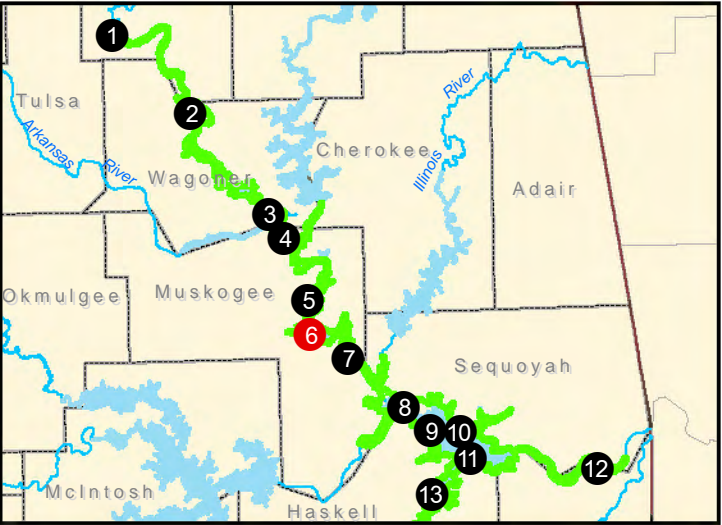 1
River
2
Tulsa
Arkansas
River
Cherokee
Illinois
Wagoner
Adair
3
4
Okmulgee
Muskogee
5
6
7
Sequoyah
8
9
10
11
12
McIntosh
13
Haskell